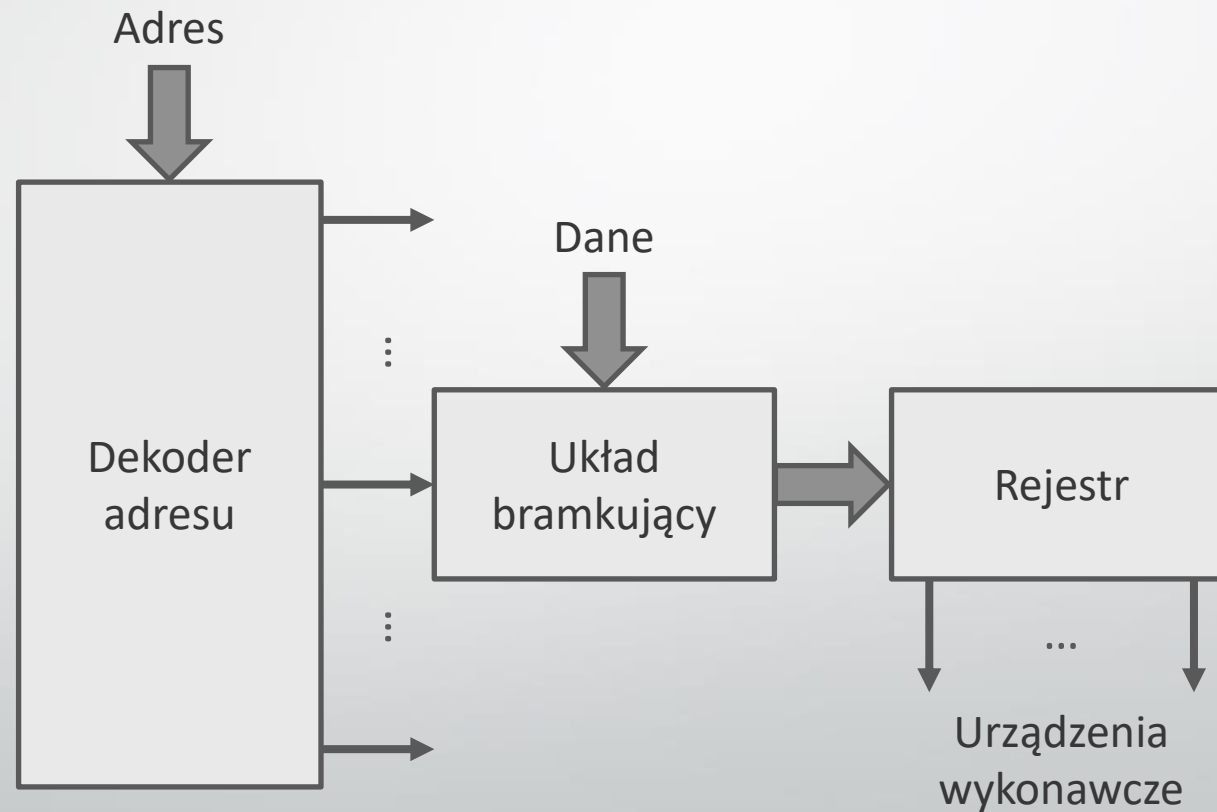 Adres
Dane
Dekoder
adresu
⋮
⋮
Układ
bramkujący
Rejestr
...
Urządzenia
wykonawcze